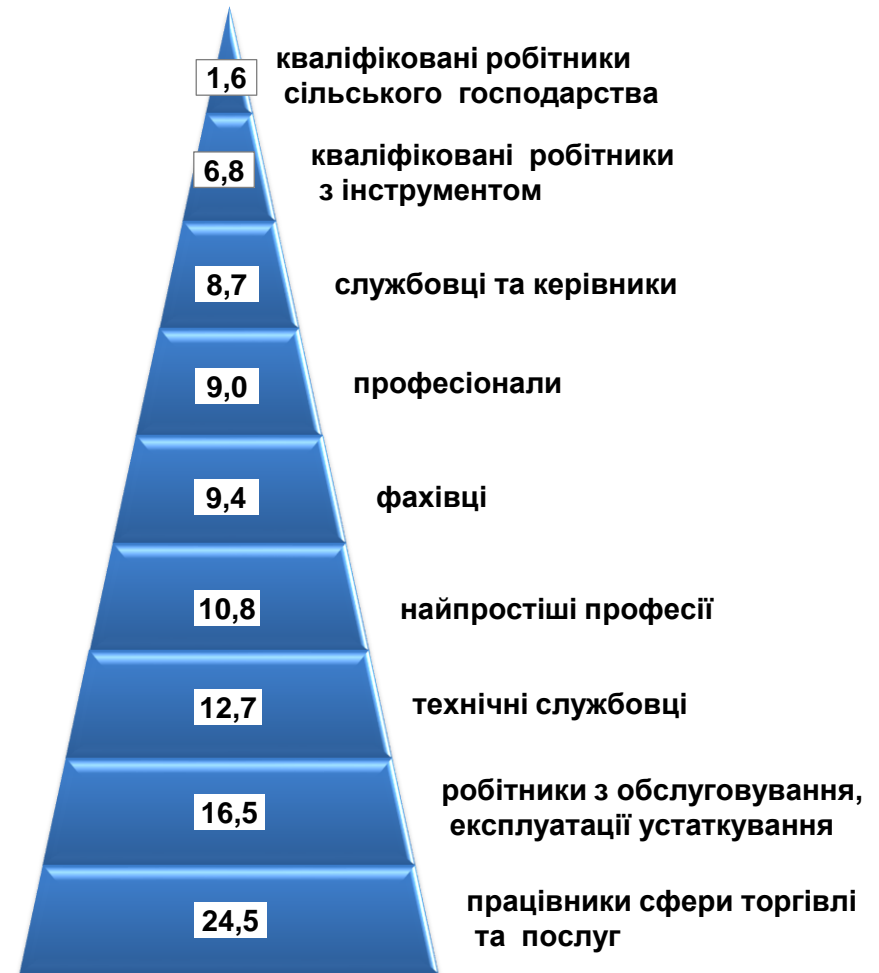 кваліфіковані робітники
1,6
сільського господарства
кваліфіковані робітники
6,8
з інструментом
8,7 службовці та керівники
9,0 професіонали
9,4 фахівці
10,8 найпростіші професії
12,7 технічні службовці
робітники з обслуговування,
16,5
експлуатації устаткування
працівники сфери торгівлі
24,5
та послуг